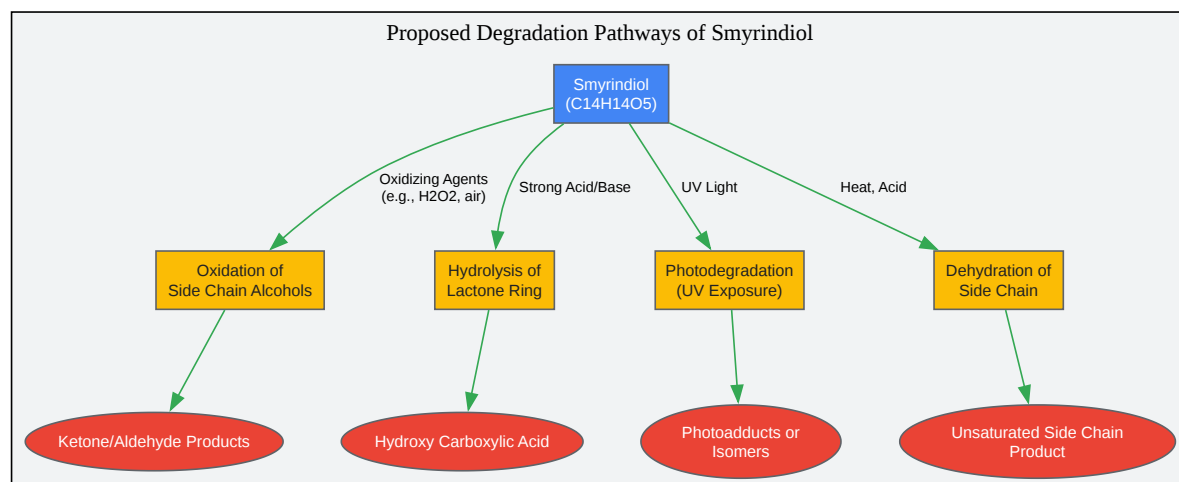 Proposed Degradation Pathways of Smyrindiol
Smyrindiol
(C14H14O5)
Oxidizing Agents
(e.g., H2O2, air)
Strong Acid/Base
UV Light
Heat, Acid
Oxidation of
Side Chain Alcohols
Hydrolysis of
Lactone Ring
Photodegradation
(UV Exposure)
Dehydration of
Side Chain
Ketone/Aldehyde Products
Hydroxy Carboxylic Acid
Photoadducts or
Isomers
Unsaturated Side Chain
Product